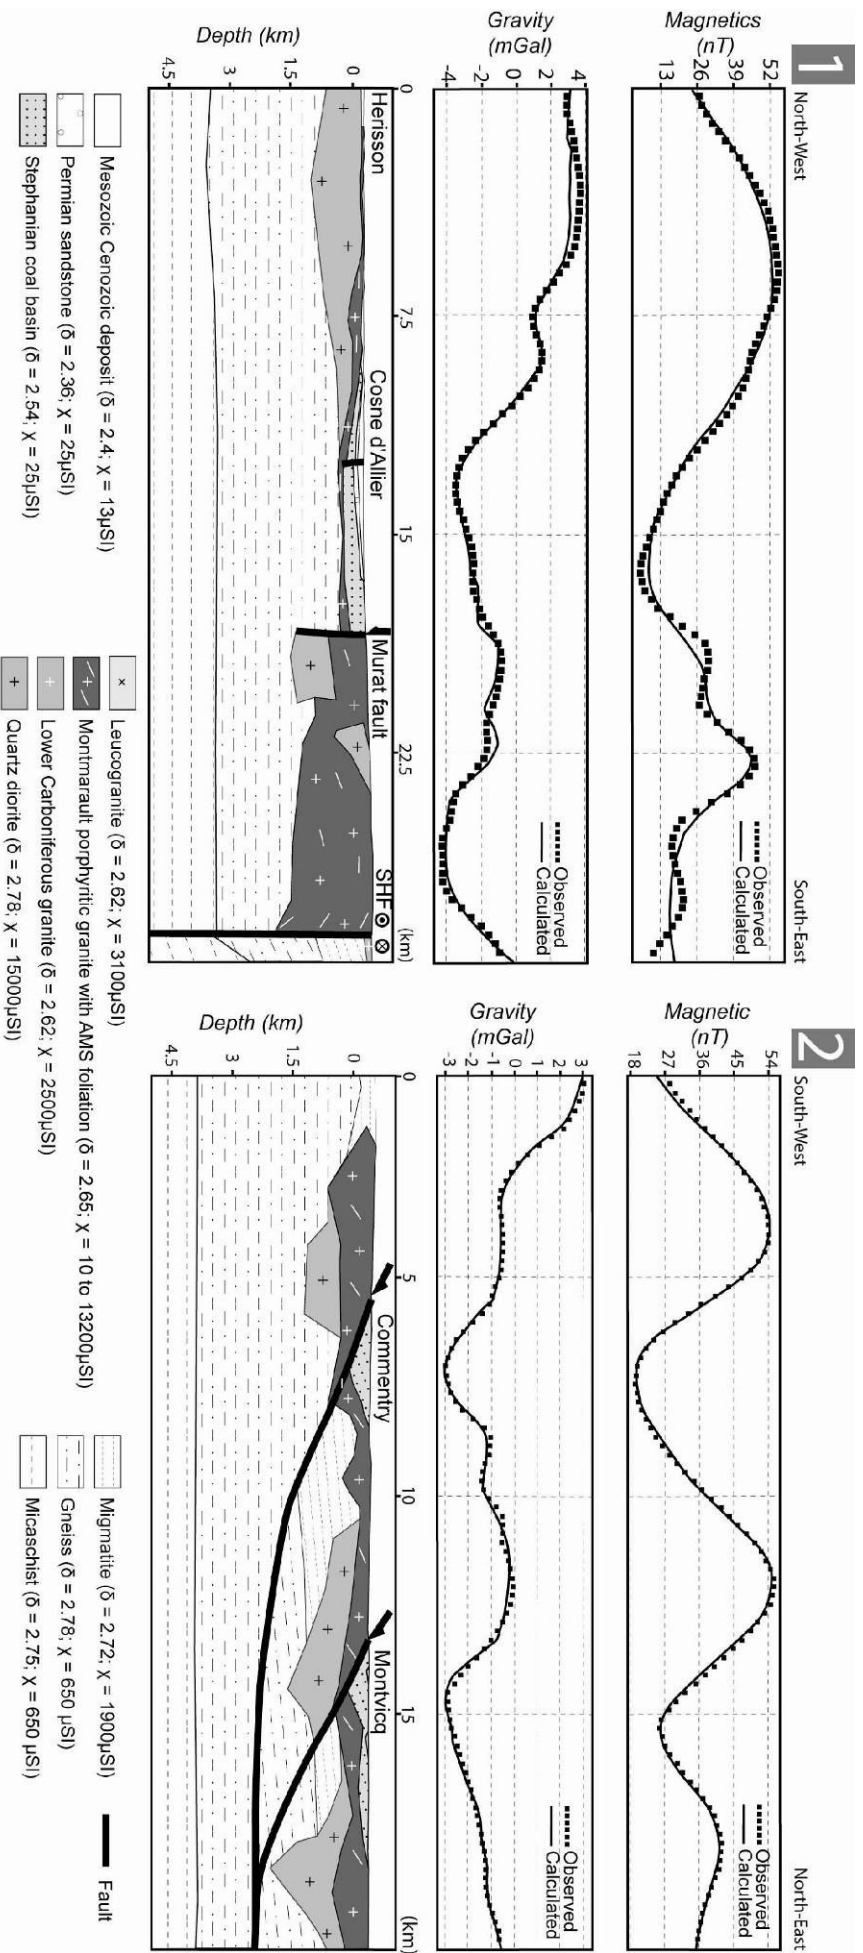 1
North-West
South-East
Magnetics
(nT)
52
39
26
13
Observed
Calculated
Gravity
(mGal)
4
2
0
-2
-4
Observed
Calculated
0
7.5
15
22.5
(km)
Herisson
Cosne d'Allier
Murat fault
SHF
Depth (km)
0
1.5
3
4.5
2
South-West
North-East
Magnetic
(nT)
54
45
36
27
18
Observed
Calculated
Gravity
(mGal)
3
2
1
0
-1
-2
-3
Observed
Calculated
0
5
10
15
(km)
Commentry
Montvicq
Depth (km)
0
1.5
3
4.5
Mesozoic Cenozoic deposit (δ = 2.4; χ = 13µSI)
Permian sandstone (δ = 2.36; χ = 25µSI)
Stephanian coal basin (δ = 2.54; χ = 25µSI)
Leucogranite (δ = 2.62; χ = 3100µSI)
Montmarault porphyritic granite with AMS foliation (δ = 2.65; χ = 10 to 13200µSI)
Lower Carboniferous granite (δ = 2.62; χ = 2500µSI)
Quartz diorite (δ = 2.78; χ = 15000µSI)
Migmatite (δ = 2.72; χ = 1900µSI)
Gneiss (δ = 2.78; χ = 650 µSI)
Micaschist (δ = 2.75; χ = 650 µSI)
Fault